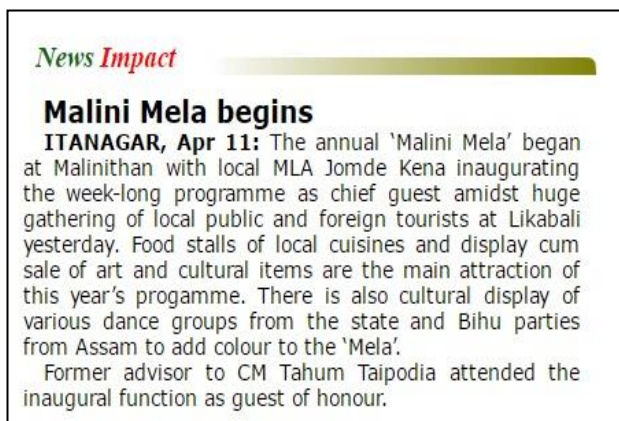 News Impact
Malini Mela begins
ITANAGAR, Apr 11: The annual ‘Malini Mela’ began
at Malinithan with local MLA Jomde Kena inaugurating
the week-long programme as chief guest amidst huge
gathering of local public and foreign tourists at Likabali
yesterday. Food stalls of local cuisines and display cum
sale of art and cultural items are the main attraction of
this year’s progamme. There is also cultural display of
various dance groups from the state and Bihu parties
from Assam to add colour to the ‘Mela’.
Former advisor to CM Tahum Taipodia attended the
inaugural function as guest of honour.